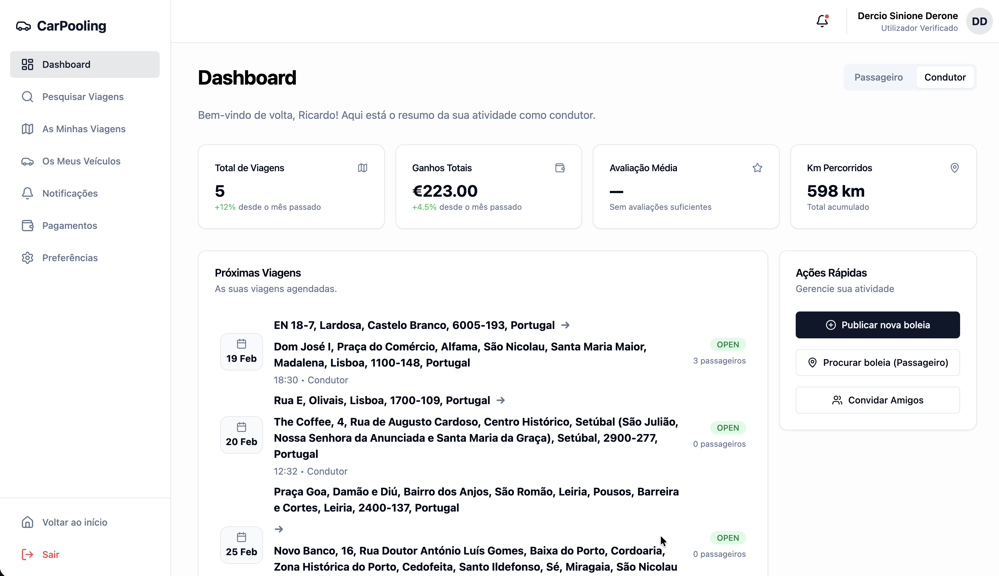 CarPooling
Dashboard
Pesquisar Viagens
As Minhas Viagens
Os Meus Veículos
Notificações
Pagamentos
Preferências
Voltar ao início
Sair
Dercio Sinione Derone
Utilizador Verificado
DD
Dashboard
Passageiro
Condutor
Bem-vindo de volta, Ricardo! Aqui está o resumo da sua atividade como condutor.
Total de Viagens
5
+12% desde o mês passado
Ganhos Totais
€223.00
+4.5% desde o mês passado
Avaliação Média
—
Sem avaliações suficientes
Km Percorridos
598 km
Total acumulado
Próximas Viagens
As suas viagens agendadas.
19 Feb
EN 18-7, Lardosa, Castelo Branco, 6005-193, Portugal →
Dom José I, Praça do Comércio, Alfama, São Nicolau, Santa Maria Maior,
Madalena, Lisboa, 1100-148, Portugal
18:30 • Condutor
OPEN
3 passageiros
20 Feb
Rua E, Olivais, Lisboa, 1700-109, Portugal →
The Coffee, 4, Rua de Augusto Cardoso, Centro Histórico, Setúbal (São Julião,
Nossa Senhora da Anunciada e Santa Maria da Graça), Setúbal, 2900-277,
Portugal
12:32 • Condutor
OPEN
0 passageiros
25 Feb
Praça Goa, Damão e Diú, Bairro dos Anjos, São Romão, Leiria, Pousos, Barreira
e Cortes, Leiria, 2400-137, Portugal
→
Novo Banco, 16, Rua Doutor António Luís Gomes, Baixa do Porto, Cordoaria,
Zona Histórica do Porto, Cedofeita, Santo Ildefonso, Sé, Miragaia, São Nicolau
OPEN
0 passageiros
Ações Rápidas
Gerencie sua atividade
Publicar nova boleia
Procurar boleia (Passageiro)
Convidar Amigos